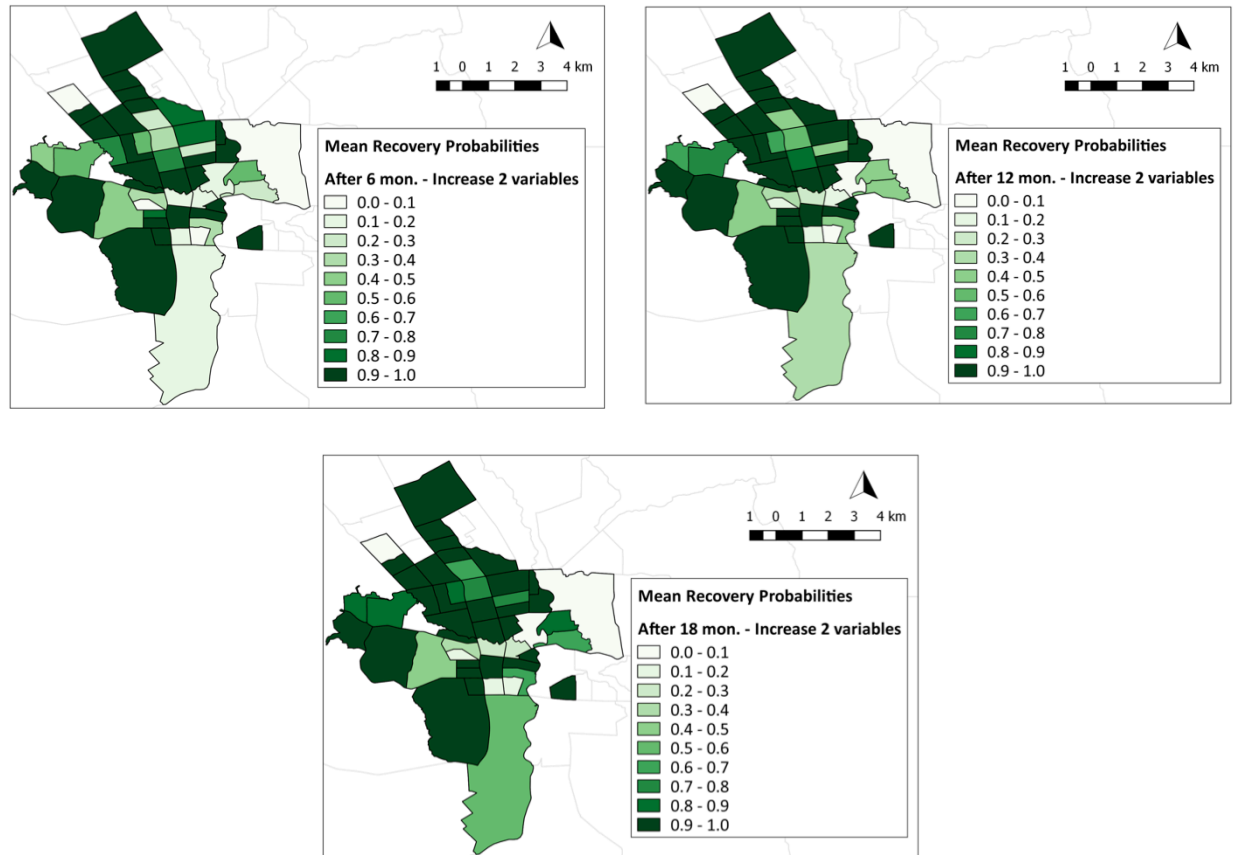 1 0 1 2 3 4 km
Mean Recovery Probabilities
After 6 mon. - Increase 2 variables
0.0 - 0.1
0.1 - 0.2
0.2 - 0.3
0.3 - 0.4
0.4 - 0.5
0.5 - 0.6
0.6 - 0.7
0.7 - 0.8
0.8 - 0.9
0.9 - 1.0
1 0 1 2 3 4 km
Mean Recovery Probabilities
After 12 mon. - Increase 2 variables
0.0 - 0.1
0.1 - 0.2
0.2 - 0.3
0.3 - 0.4
0.4 - 0.5
0.5 - 0.6
0.6 - 0.7
0.7 - 0.8
0.8 - 0.9
0.9 - 1.0
1 0 1 2 3 4 km
Mean Recovery Probabilities
After 18 mon. - Increase 2 variables
0.0 - 0.1
0.1 - 0.2
0.2 - 0.3
0.3 - 0.4
0.4 - 0.5
0.5 - 0.6
0.6 - 0.7
0.7 - 0.8
0.8 - 0.9
0.9 - 1.0